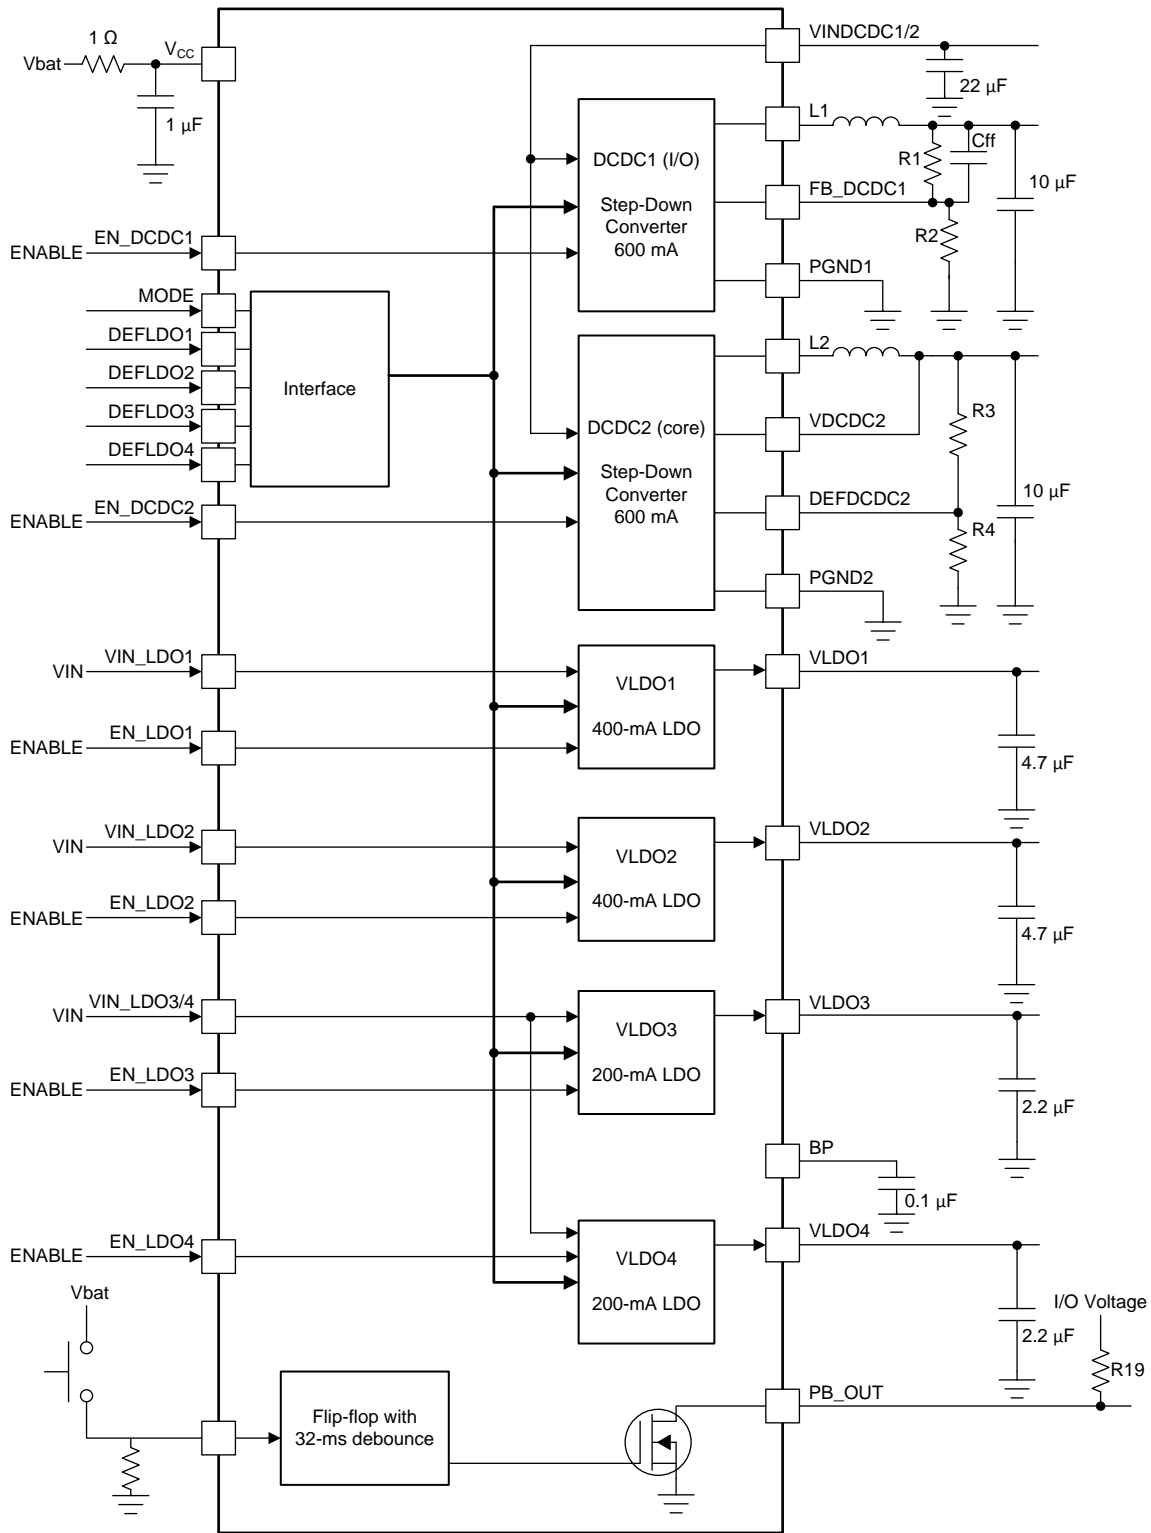 1 Ω
Vbat
VCC
1 µF
VINDCDC1/2
22 µF
L1
Cff
R1
DCDC1 (I/O)
Step-Down
Converter
600 mA
FB_DCDC1
10 µF
R2
ENABLE
EN_DCDC1
PGND1
MODE
DEFLDO1
DEFLDO2
DEFLDO3
DEFLDO4
Interface
L2
R3
DCDC2 (core)
Step-Down
Converter
600 mA
VDCDC2
DEFDCDC2
10 µF
R4
ENABLE
EN_DCDC2
PGND2
VIN
VIN_LDO1
VLDO1
400-mA LDO
VLDO1
ENABLE
EN_LDO1
4.7 µF
VIN
VIN_LDO2
VLDO2
400-mA LDO
VLDO2
ENABLE
EN_LDO2
4.7 µF
VIN
VIN_LDO3/4
VLDO3
200-mA LDO
VLDO3
ENABLE
EN_LDO3
2.2 µF
BP
0.1 µF
ENABLE
EN_LDO4
VLDO4
200-mA LDO
VLDO4
Vbat
2.2 µF
I/O Voltage
R19
PB_OUT
Flip-flop with
32-ms debounce